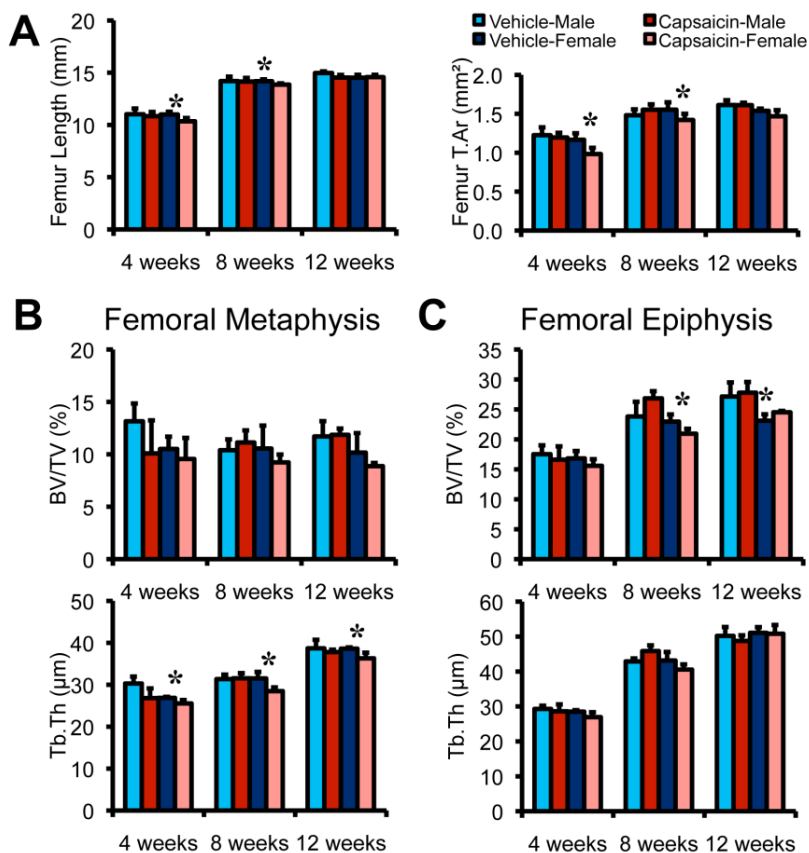 A
Vehicle-Male Capsaicin-Male
Vehicle-Female Capsaicin-Female
Femur Length (mm)
20
15
10
5
0
4 weeks 8 weeks 12 weeks
*
*
Femur T.Ar (mm²)
2.0
1.5
1.0
0.5
0.0
4 weeks 8 weeks 12 weeks
*
*
B Femoral Metaphysis
BV/TV (%)
20
15
10
5
0
4 weeks 8 weeks 12 weeks
Tb.Th (µm)
50
40
30
20
10
0
4 weeks 8 weeks 12 weeks
*
*
*
C Femoral Epiphysis
BV/TV (%)
35
30
25
20
15
10
5
0
4 weeks 8 weeks 12 weeks
*
*
Tb.Th (µm)
60
50
40
30
20
10
0
4 weeks 8 weeks 12 weeks